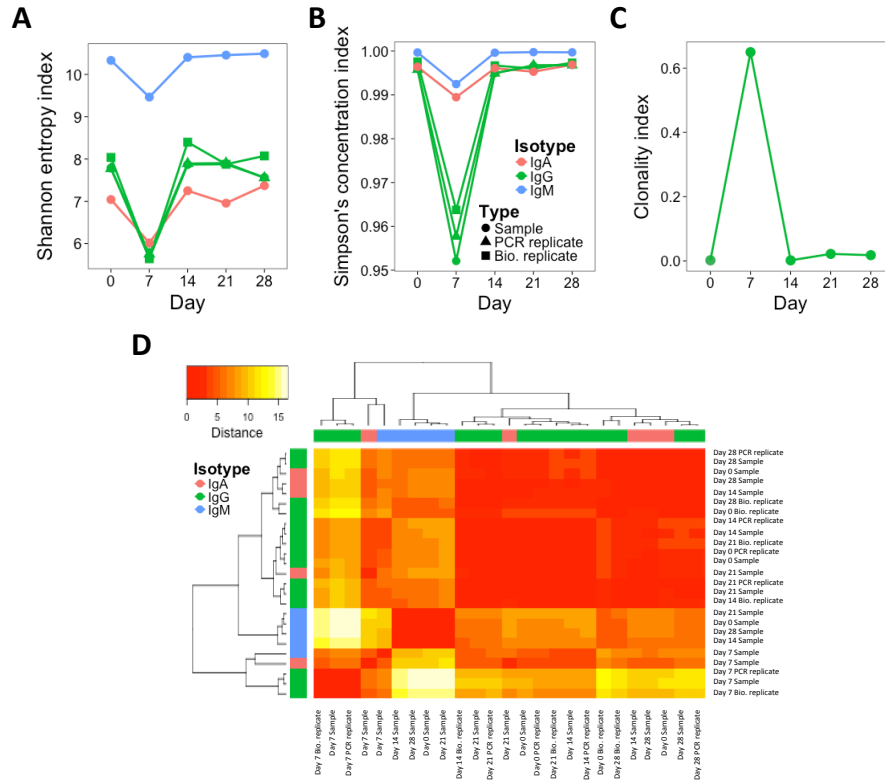 A
Shannon entropy index
10
9
8
7
6
0 7 14 21 28
Day
B
Simpson's concentration index
1.00
0.99
0.98
0.97
0.96
0.95
0 7 14 21 28
Day
Isotype
IgA
IgG
IgM
Type
Sample
PCR replicate
Bio. replicate
C
Clonality index
0.6
0.4
0.2
0.0
0 7 14 21 28
Day
D
0 5 10 15
Distance
Isotype
IgA
IgG
IgM
Day 28 PCR replicate
Day 28 Sample
Day 0 Sample
Day 28 Sample
Day 14 Sample
Day 28 Bio. replicate
Day 0 Bio. replicate
Day 14 PCR replicate
Day 14 Sample
Day 21 Bio. replicate
Day 0 PCR replicate
Day 0 Sample
Day 21 Sample
Day 21 PCR replicate
Day 21 Sample
Day 14 Bio. replicate
Day 21 Sample
Day 0 Sample
Day 28 Sample
Day 14 Sample
Day 7 Sample
Day 7 Sample
Day 7 PCR replicate
Day 7 Sample
Day 7 Bio. replicate
Day 7 Bio. replicate
Day 7 Sample
Day 7 PCR replicate
Day 7 Sample
Day 7 Sample
Day 14 Sample
Day 28 Sample
Day 0 Sample
Day 21 Sample
Day 14 Bio. replicate
Day 21 Sample
Day 21 PCR replicate
Day 21 Sample
Day 0 Sample
Day 0 PCR replicate
Day 21 Bio. replicate
Day 14 Sample
Day 14 PCR replicate
Day 0 Bio. replicate
Day 28 Bio. replicate
Day 14 Sample
Day 28 Sample
Day 0 Sample
Day 28 Sample
Day 28 PCR replicate